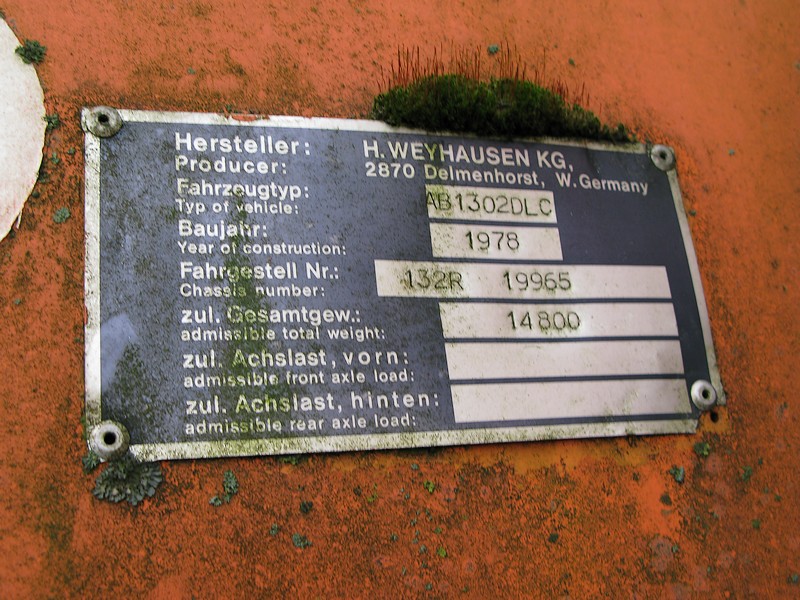 Hersteller: H. WEYHAUSEN KG,
Producer: 2870 Delmenhorst, W. Germany
Fahrzeugtyp:
Typ of vehicle: AB1302DLC
Baujahr:
Year of construction: 1978
Fahrgestell Nr.:
Chassis number: 132R 19965
zul. Gesamtgew.:
admissible total weight: 14800
zul. Achslast, vorn:
admissible front axle load:
zul. Achslast, hinten:
admissible rear axle load: